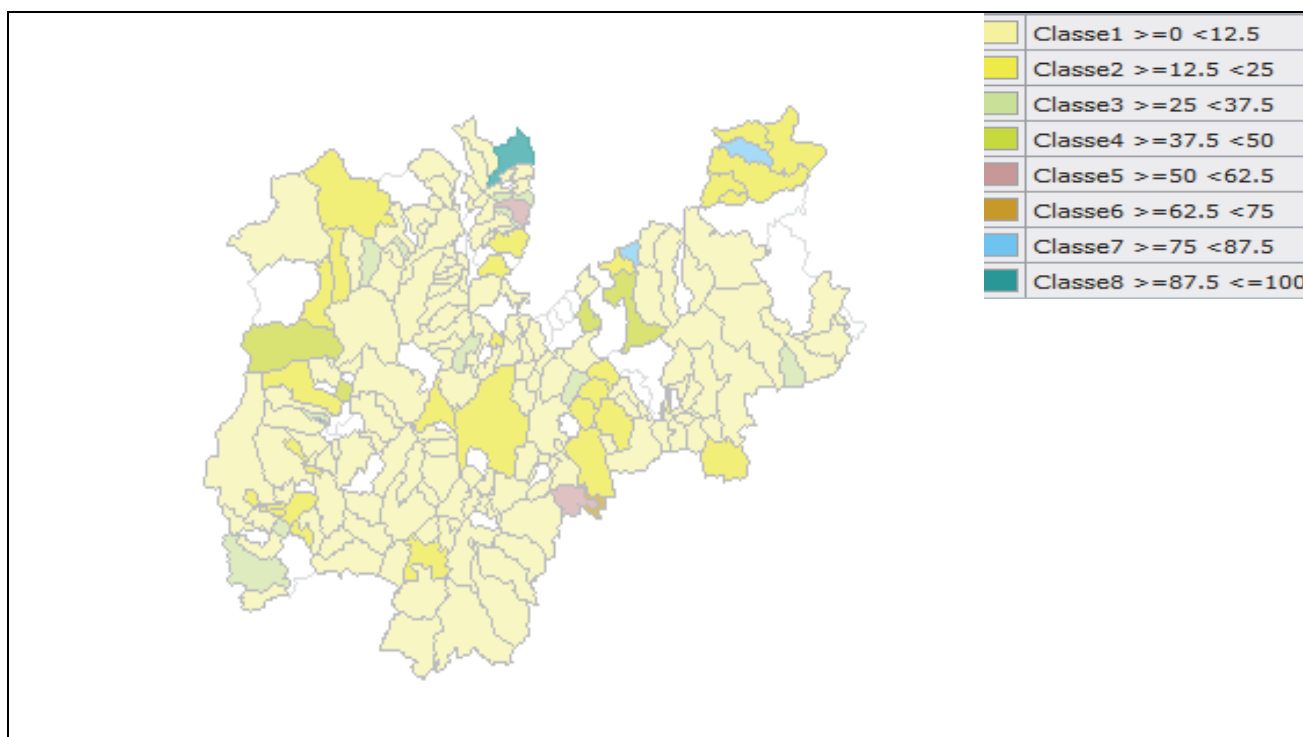 Classe1 >=0 <12.5
Classe2 >=12.5 <25
Classe3 >=25 <37.5
Classe4 >=37.5 <50
Classe5 >=50 <62.5
Classe6 >=62.5 <75
Classe7 >=75 <87.5
Classe8 >=87.5 <=100